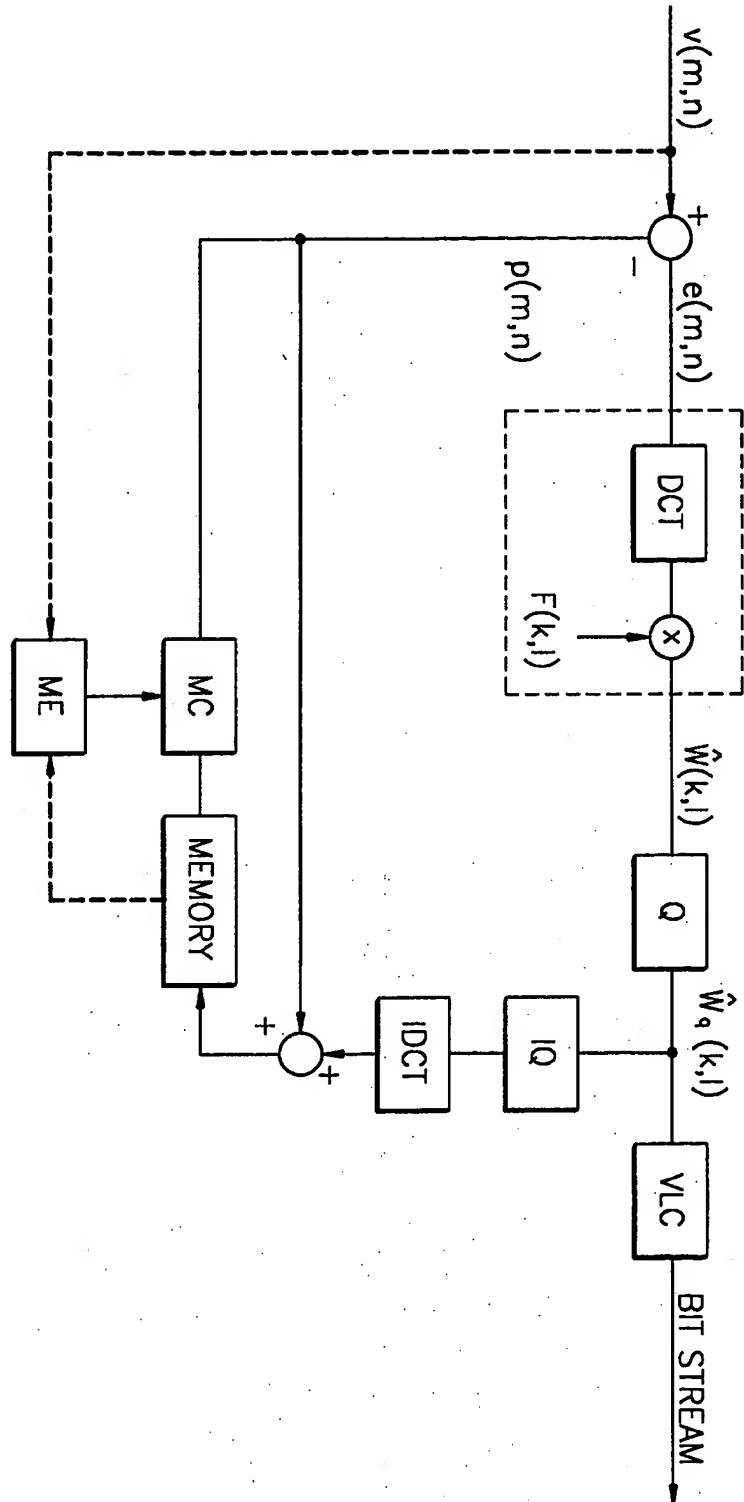 v(m,n)
+
−
e(m,n)
p(m,n)
DCT
x
F(k,l)
Ŵ(k,l)
Q
Ŵq(k,l)
VLC
BIT STREAM
IQ
IDCT
+
+
MEMORY
MC
ME